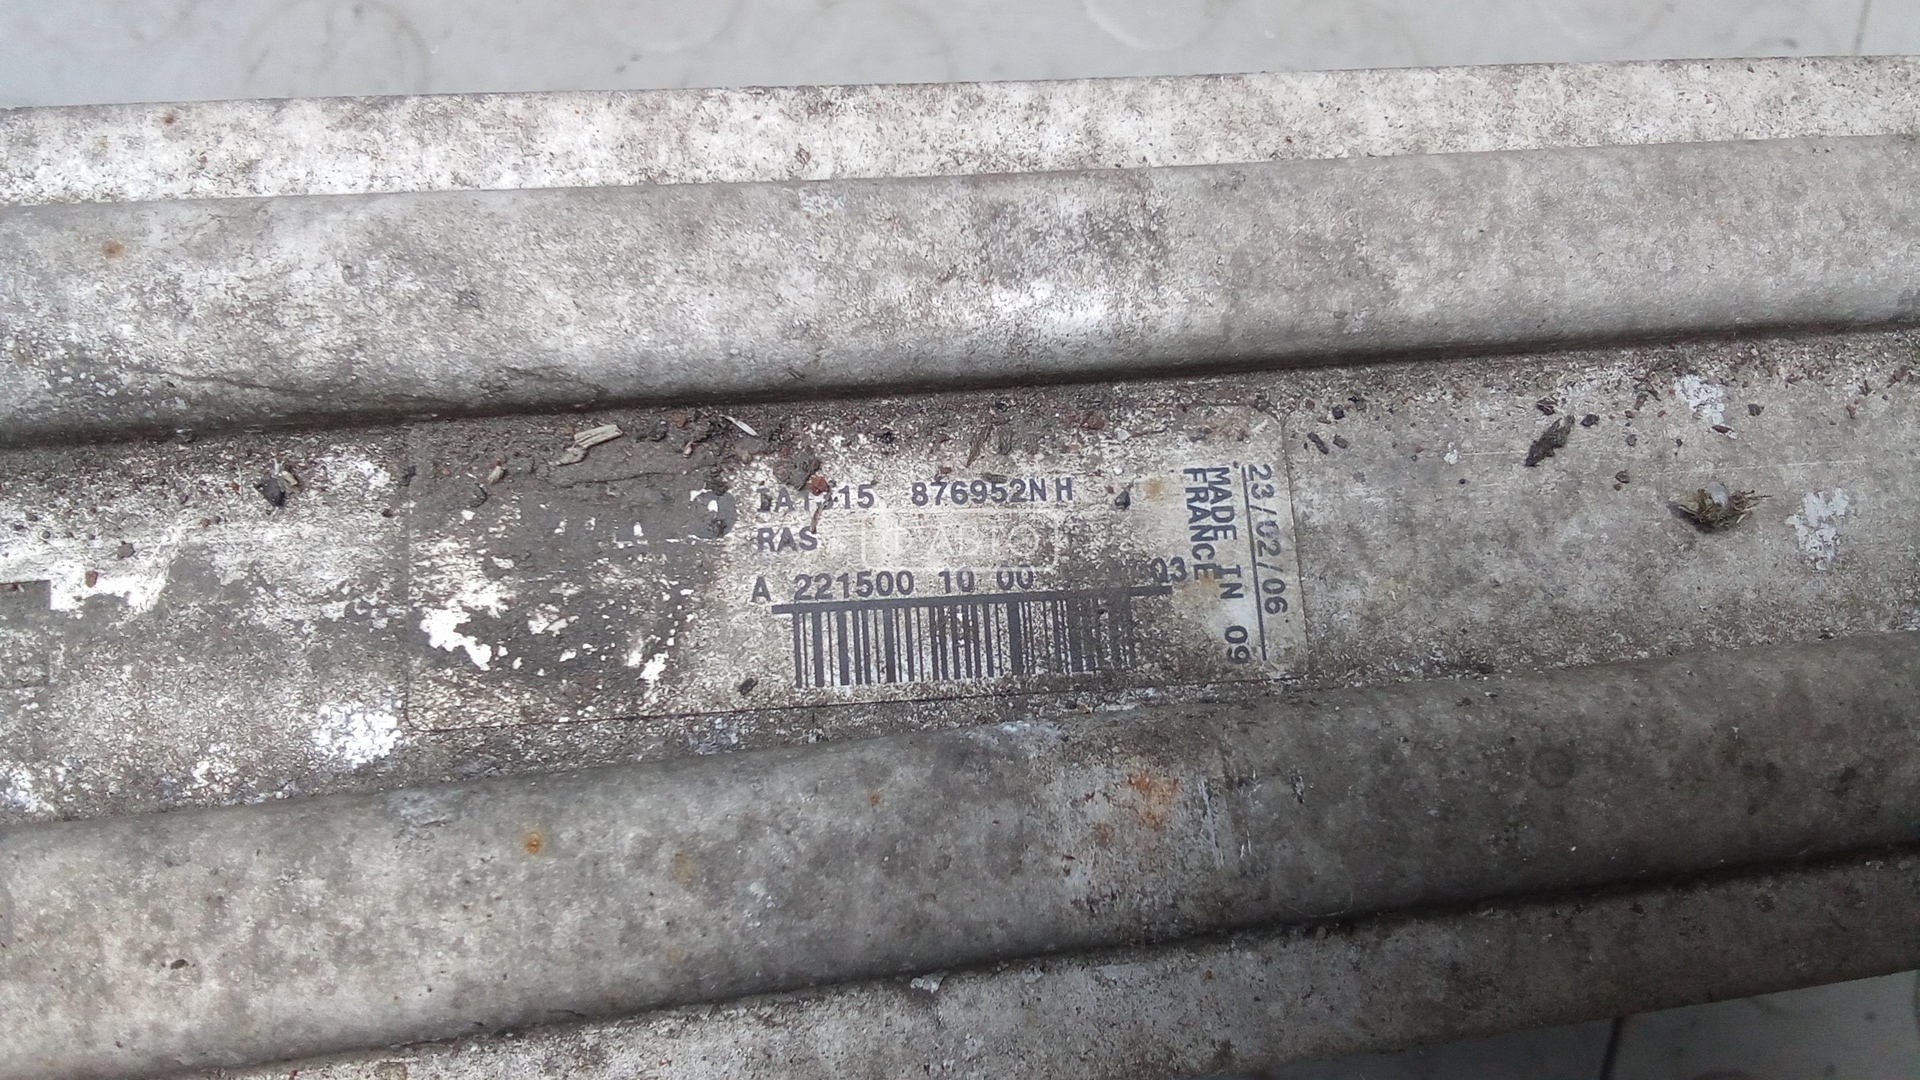 876952NH
RAS
A 221500 10 00 03
MADE IN
FRANCE
23/02/06
09